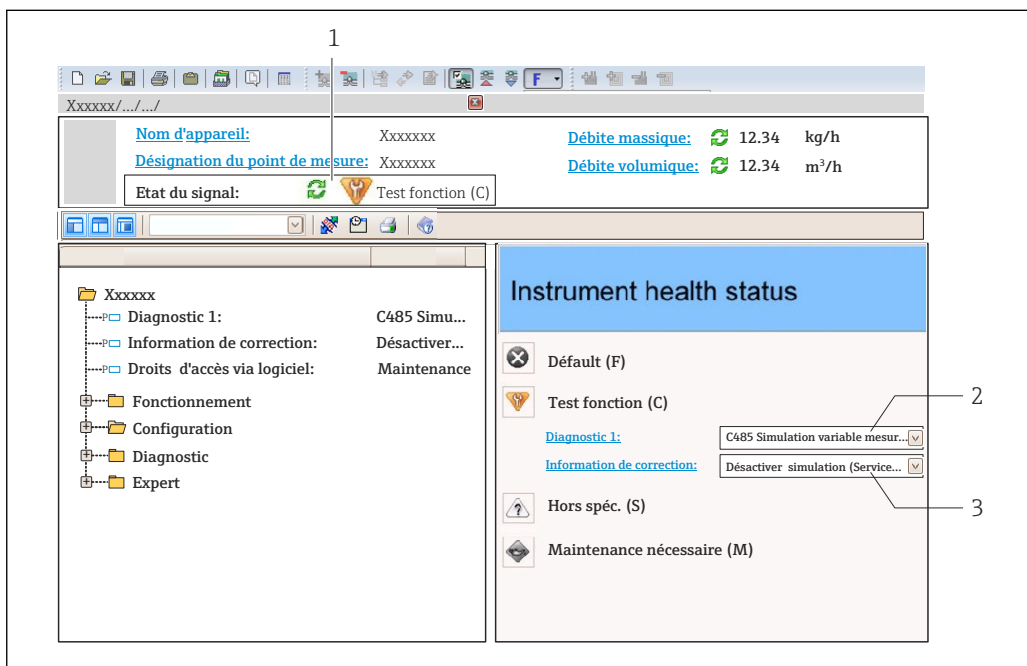 1
F
Xxxxxx/.../.../
Nom d'appareil: Xxxxxxx
Débite massique: 12.34 kg/h
Désignation du point de mesure: Xxxxxxx
Débite volumique: 12.34 m³/h
Etat du signal: Test fonction (C)
Xxxxxx
Diagnostic 1: C485 Simu...
Information de correction: Désactiver...
Droits d'accès via logiciel: Maintenance
Fonctionnement
Configuration
Diagnostic
Expert
Instrument health status
Défault (F)
Test fonction (C)
Diagnostic 1: C485 Simulation variable mesur...
2
Information de correction: Désactiver simulation (Service...
3
Hors spéc. (S)
Maintenance nécessaire (M)